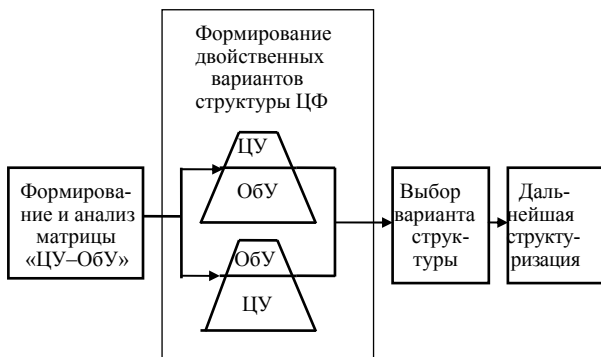 Формирование
двойственных
вариантов
структуры ЦФ
ЦУ
ОбУ
ОбУ
ЦУ
Формирова-
ние и анализ
матрицы
«ЦУ–ОбУ»
Выбор
варианта
струк-
туры
Даль-
нейшая
структу-
ризация